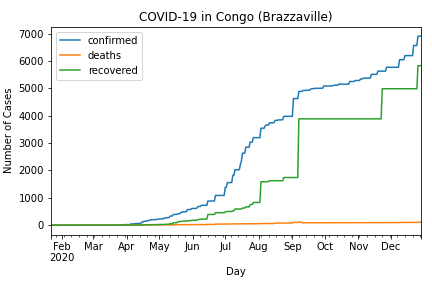 COVID-19 in Congo (Brazzaville)
confirmed
deaths
recovered
Number of Cases
7000
6000
5000
4000
3000
2000
1000
0
Feb Mar Apr May Jun Jul Aug Sep Oct Nov Dec
2020
Day